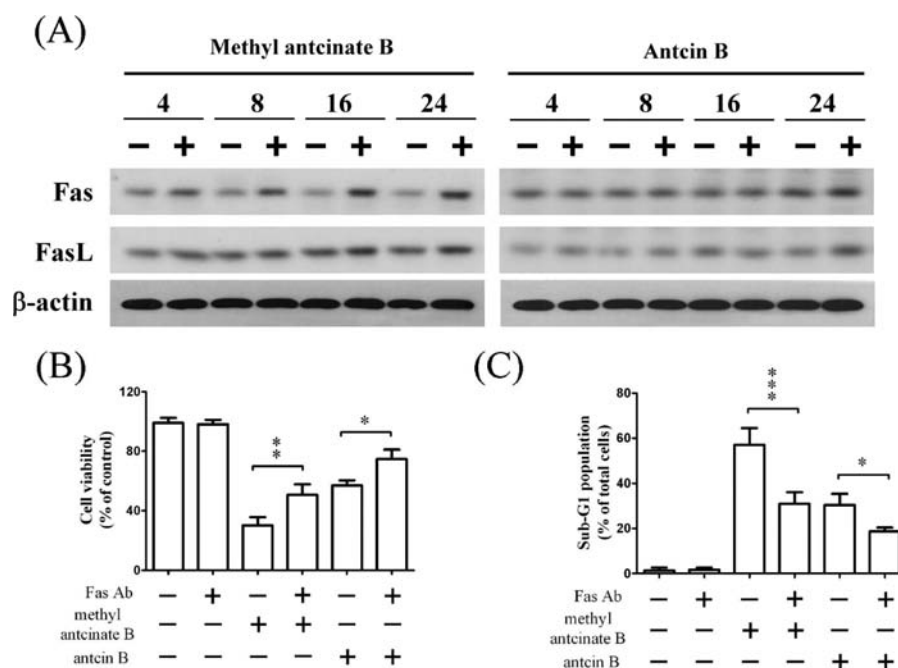 (A)
Methyl antcinate B
Antcin B
4 8 16 24 4 8 16 24
− + − + − + − + − + − + − + − +
Fas
FasL
β-actin
(B)
120
80
40
0
Cell viability
(% of control)
**
*
Fas Ab − + − + − +
methyl
antcinate B − − + + − −
antcin B − − − − + +
(C)
80
60
40
20
0
Sub-G1 population
(% of total cells)
***
*
Fas Ab − + − + − +
methyl
antcinate B − − + + − −
antcin B − − − − + +